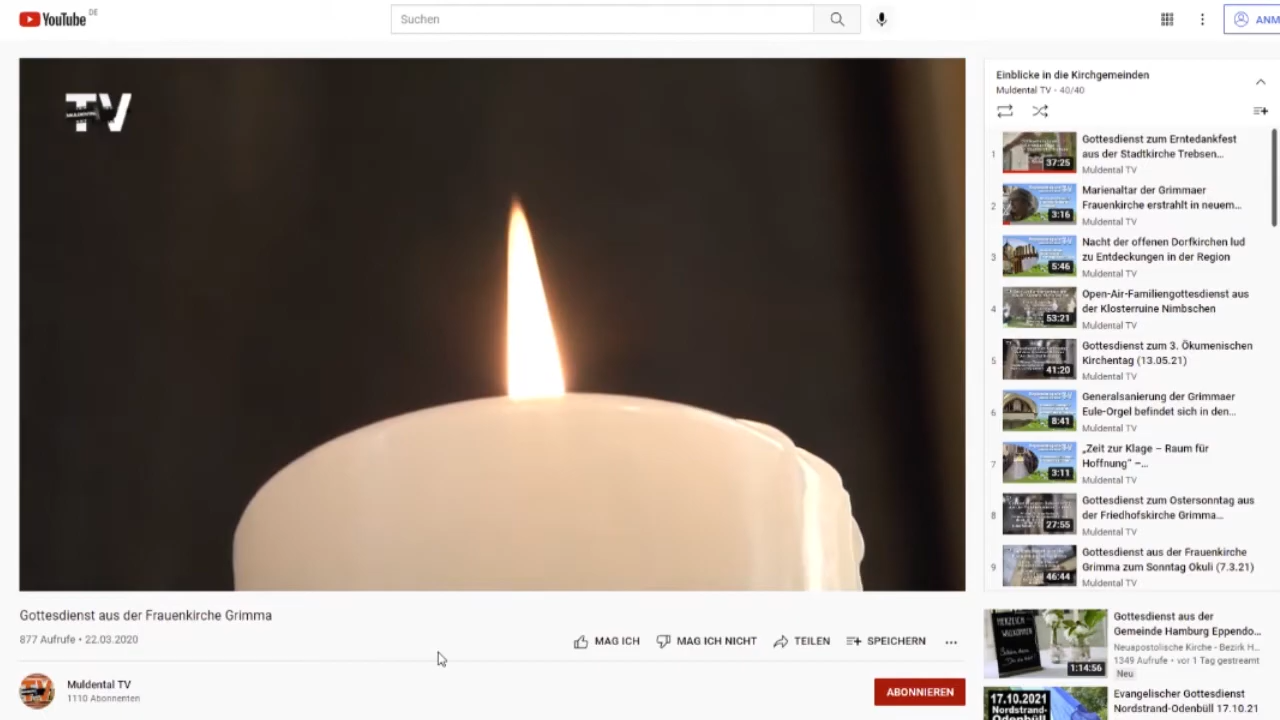 YouTube DE
Suchen
ANM
TV
MULDENTAL
Einblicke in die Kirchgemeinden
Muldental TV - 40/40
1
37:25
Gottesdienst zum Erntedankfest
aus der Stadtkirche Trebsen...
Muldental TV
2
3:16
Marienaltar der Grimmaer
Frauenkirche erstrahlt in neuem...
Muldental TV
3
5:46
Nacht der offenen Dorfkirchen lud
zu Entdeckungen in der Region
Muldental TV
4
53:21
Open-Air-Familiengottesdienst aus
der Klosterruine Nimbschen
Muldental TV
5
41:20
Gottesdienst zum 3. Ökumenischen
Kirchentag (13.05.21)
Muldental TV
6
8:41
Generalsanierung der Grimmaer
Eule-Orgel befindet sich in den...
Muldental TV
7
3:11
„Zeit zur Klage – Raum für
Hoffnung“ –...
Muldental TV
8
27:55
Gottesdienst zum Ostersonntag aus
der Friedhofskirche Grimma...
Muldental TV
9
46:44
Gottesdienst aus der Frauenkirche
Grimma zum Sonntag Okuli (7.3.21)
Muldental TV
Gottesdienst aus der Frauenkirche Grimma
877 Aufrufe • 22.03.2020
MAG ICH
MAG ICH NICHT
TEILEN
SPEICHERN
Muldental TV
1110 Abonnenten
ABONNIEREN
HERZLICH
WILLKOMMEN
1:14:56
Gottesdienst aus der
Gemeinde Hamburg Eppendo...
Neuapostolische Kirche - Bezirk H...
1349 Aufrufe • vor 1 Tag gestreamt
Neu
17.10.2021
Nordstrand-
Odenbüll
Evangelischer Gottesdienst
Nordstrand-Odenbüll 17.10.21